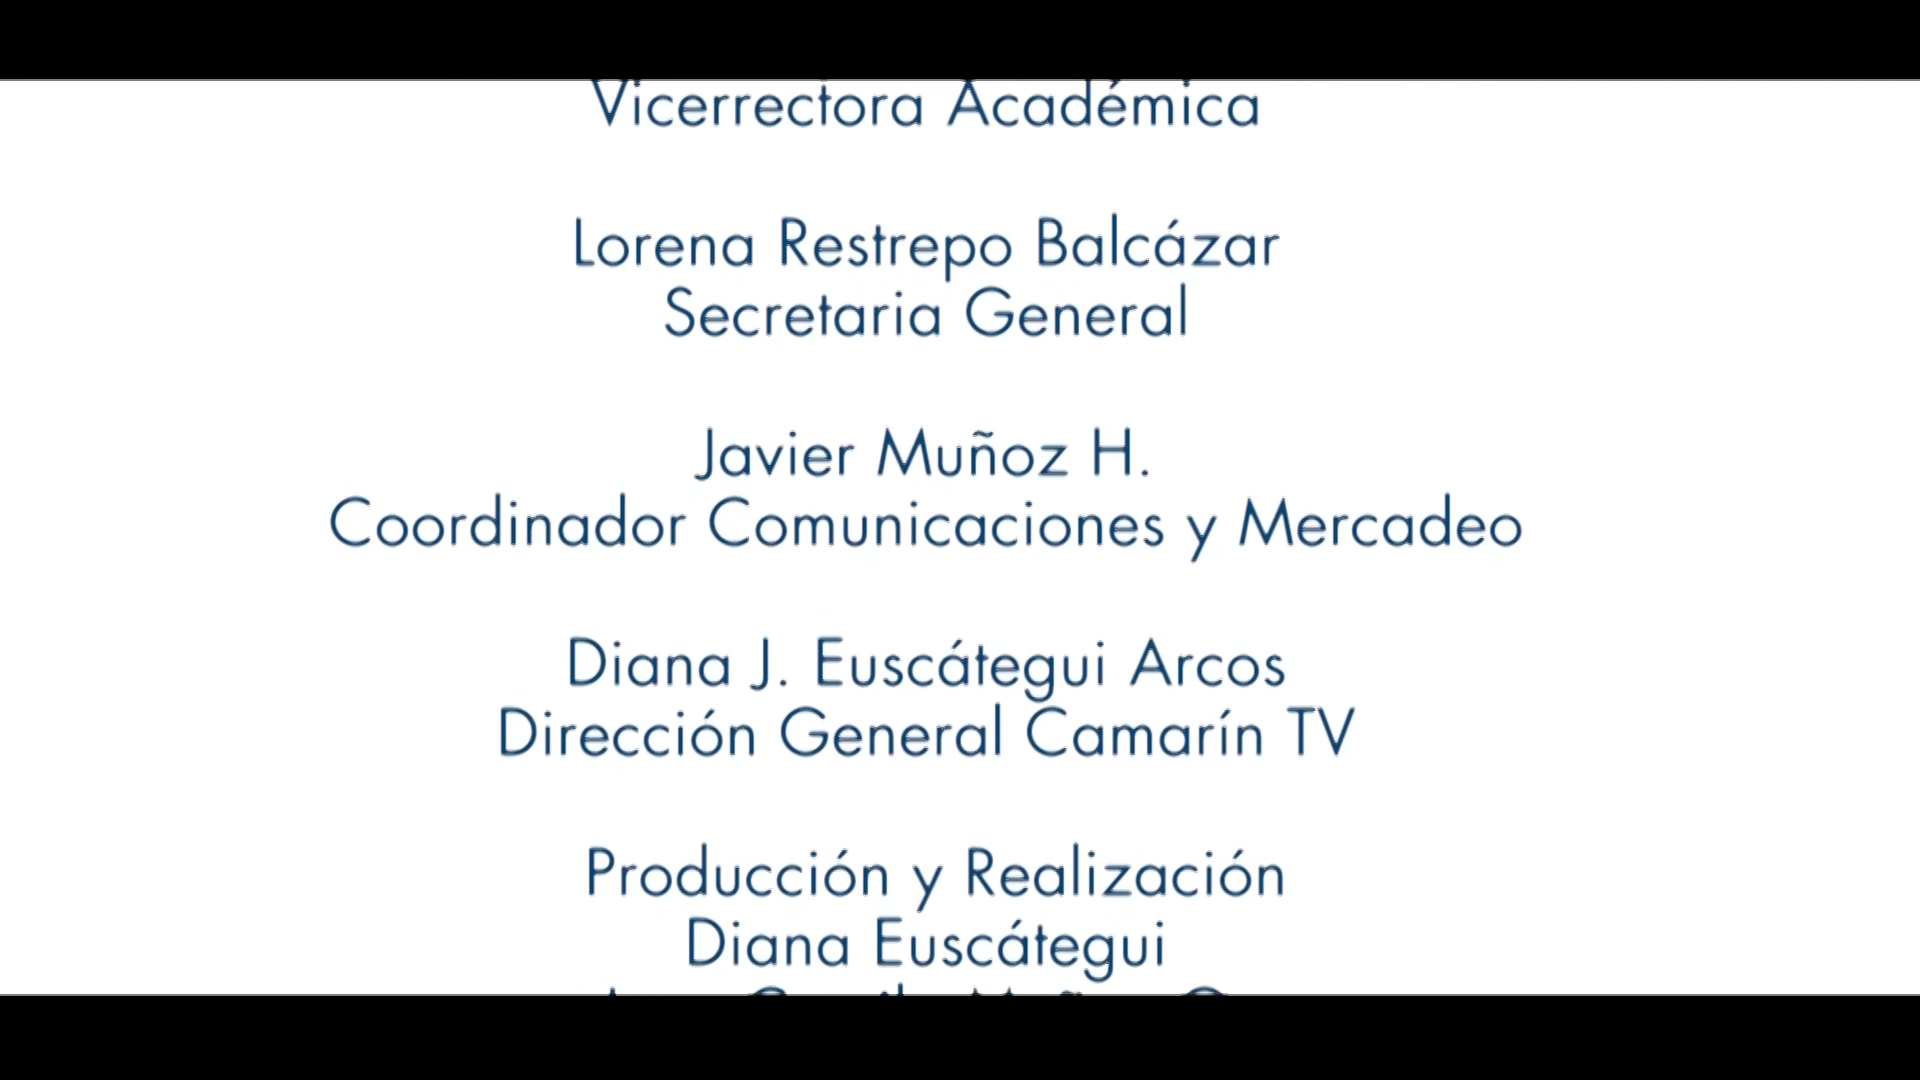 Vicerrectora Académica
Lorena Restrepo Balcázar
Secretaria General
Javier Muñoz H.
Coordinador Comunicaciones y Mercadeo
Diana J. Euscátegui Arcos
Dirección General Camarín TV
Producción y Realización
Diana Euscátegui